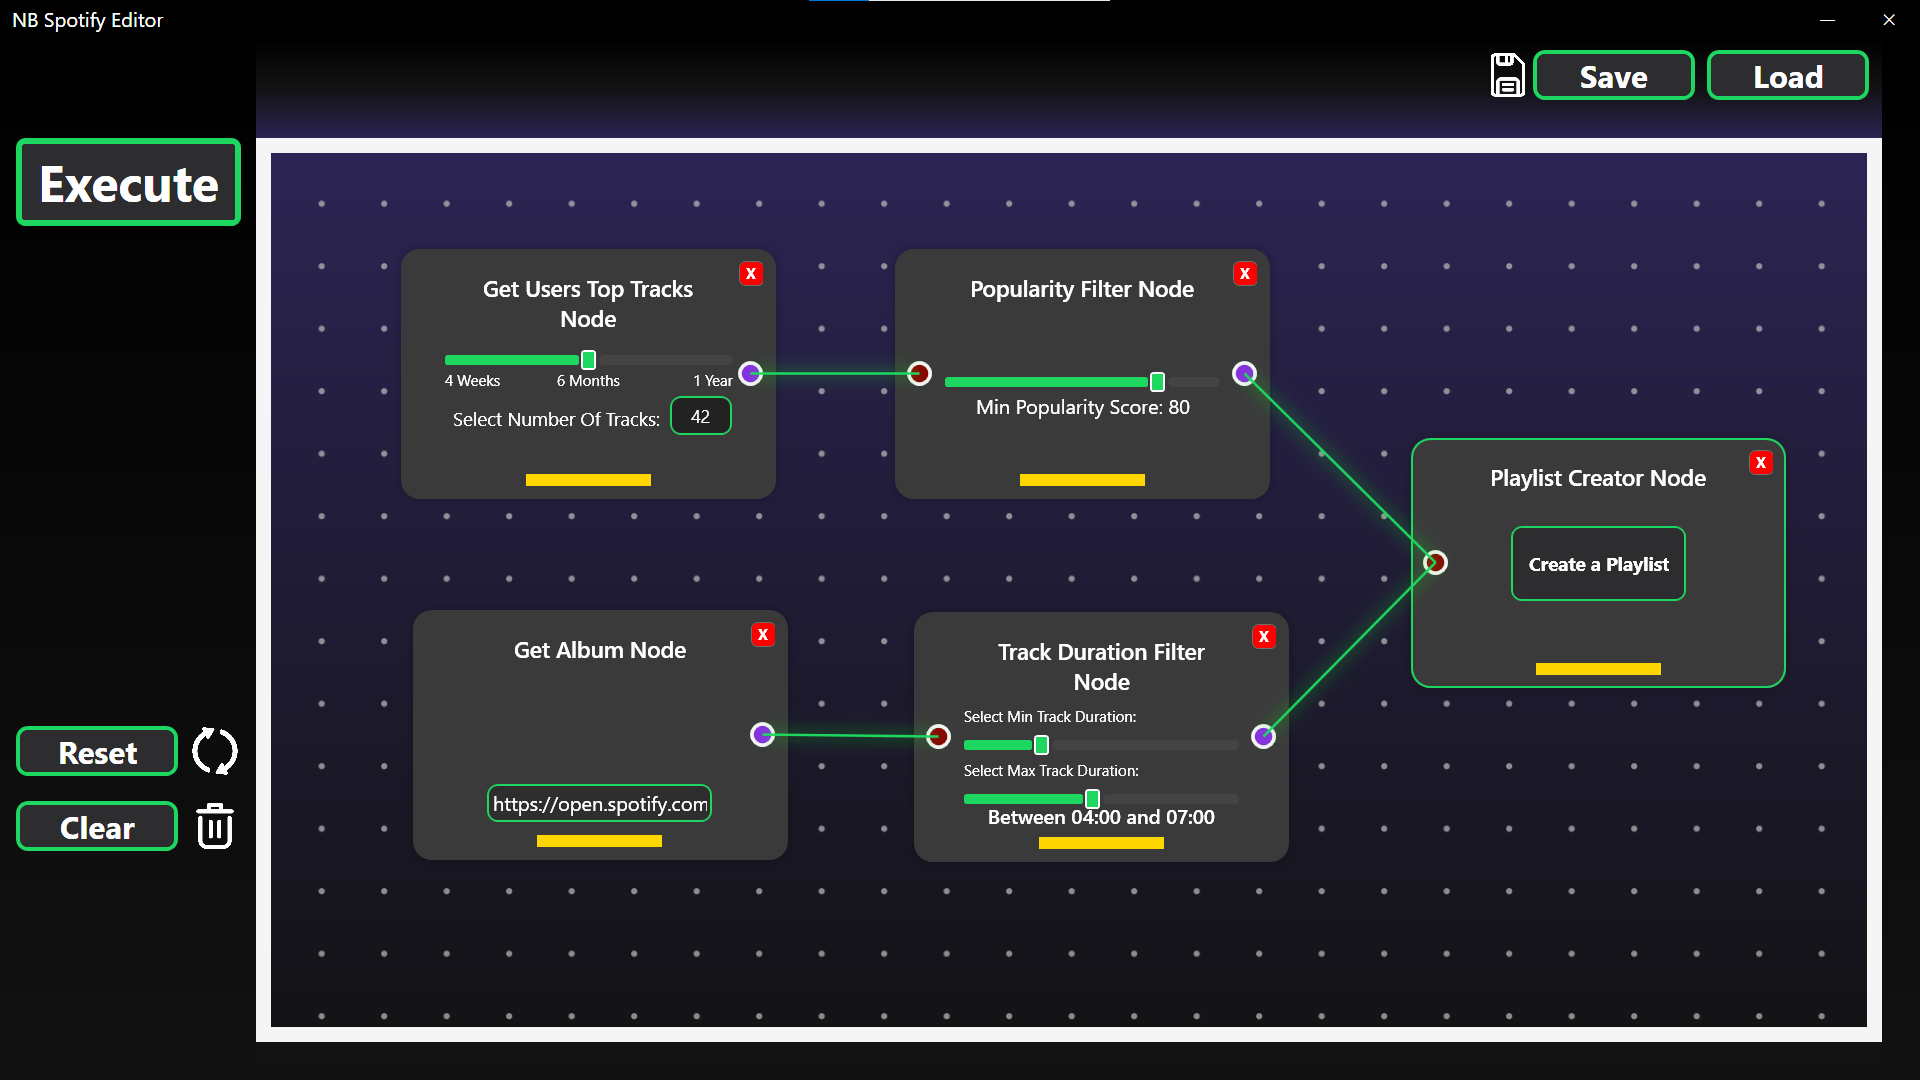 NB Spotify Editor
Save
Load
Execute
X
Get Users Top Tracks
Node
4 Weeks
6 Months
1 Year
Select Number Of Tracks:
42
X
Popularity Filter Node
Min Popularity Score: 80
X
Playlist Creator Node
Create a Playlist
X
Get Album Node
https://open.spotify.com
X
Track Duration Filter
Node
Select Min Track Duration:
Select Max Track Duration:
Between 04:00 and 07:00
Reset
Clear